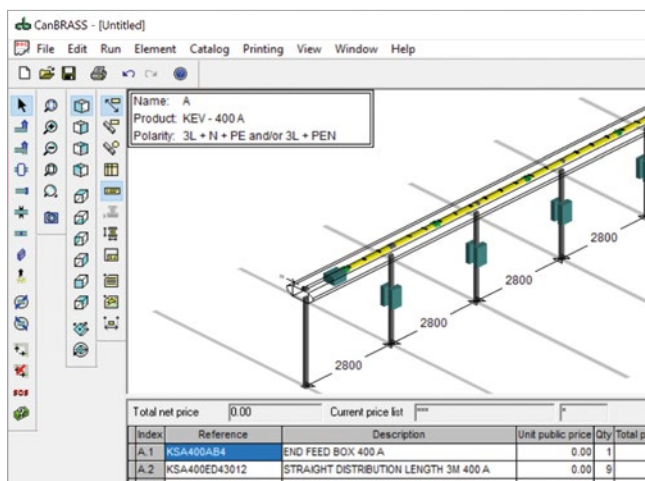 CanBRASS - [Untitled]
File Edit Run Element Catalog Printing View Window Help
Name: A
Product: KEV - 400 A
Polarity: 3L + N + PE and/or 3L + PEN
2800
2800
2800
2800
SOS
Total net price 0.00 Current price list *** *
Index Reference Description Unit public price Qty Total p
A.1 KSA400AB4 END FEED BOX 400 A 0.00 1
A.2 KSA400ED43012 STRAIGHT DISTRIBUTION LENGTH 3M 400 A 0.00 9